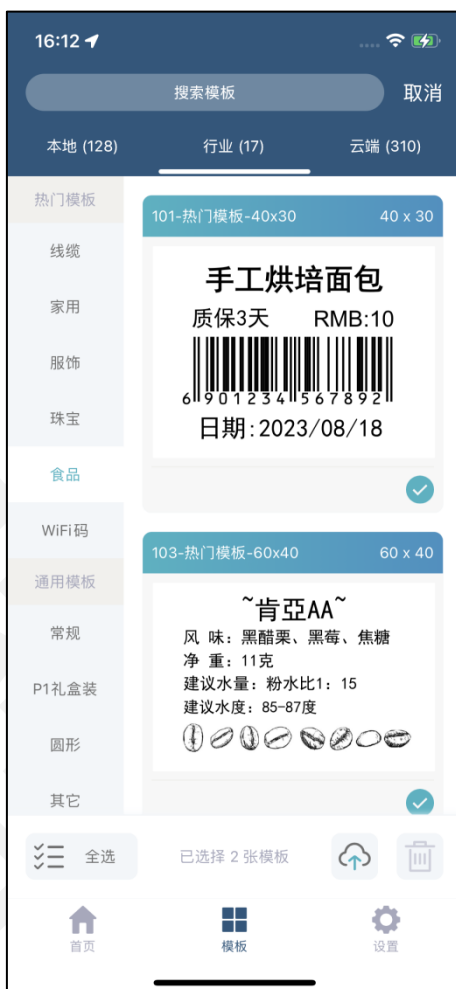 16:12
搜索模板
取消
本地 (128)
行业 (17)
云端 (310)
热门模板
线缆
家用
服饰
珠宝
食品
WiFi码
通用模板
常规
P1礼盒装
圆形
其它
101-热门模板-40x30
40 x 30
手工烘培面包
质保3天
RMB:10
6 901234 567892
日期:2023/08/18
103-热门模板-60x40
60 x 40
~肯亞AA~
风 味：黑醋栗、黑莓、焦糖
净 重：11克
建议水量：粉水比1：15
建议水度：85-87度
全选
已选择 2 张模板
首页
模板
设置